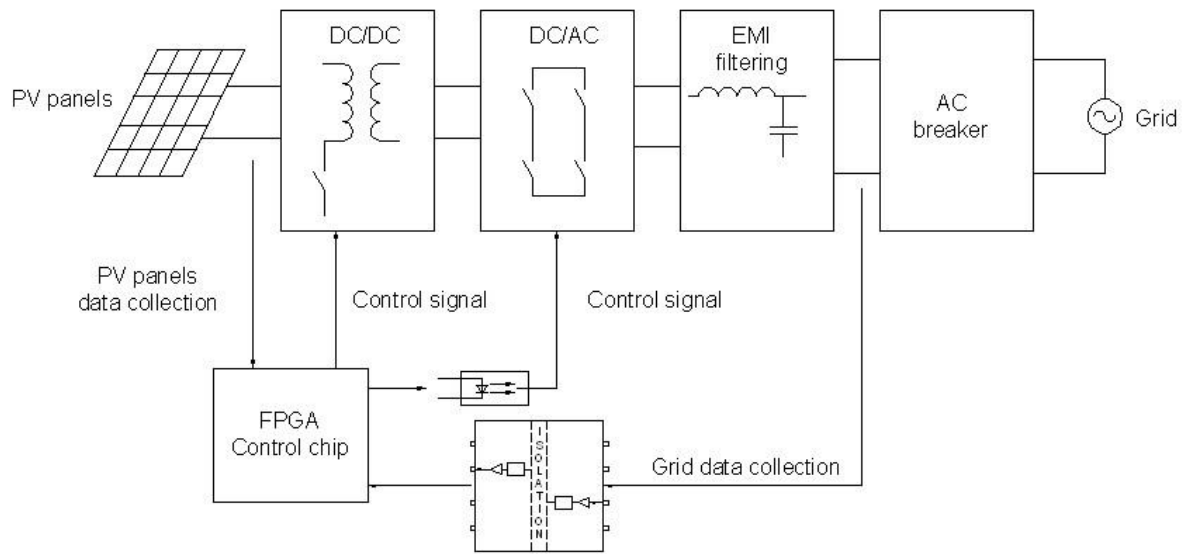 DC/DC
DC/AC
EMI
filtering
PV panels
AC
breaker
Grid
PV panels
data collection
Control signal
Control signal
FPGA
Control chip
ISOLATION
Grid data collection